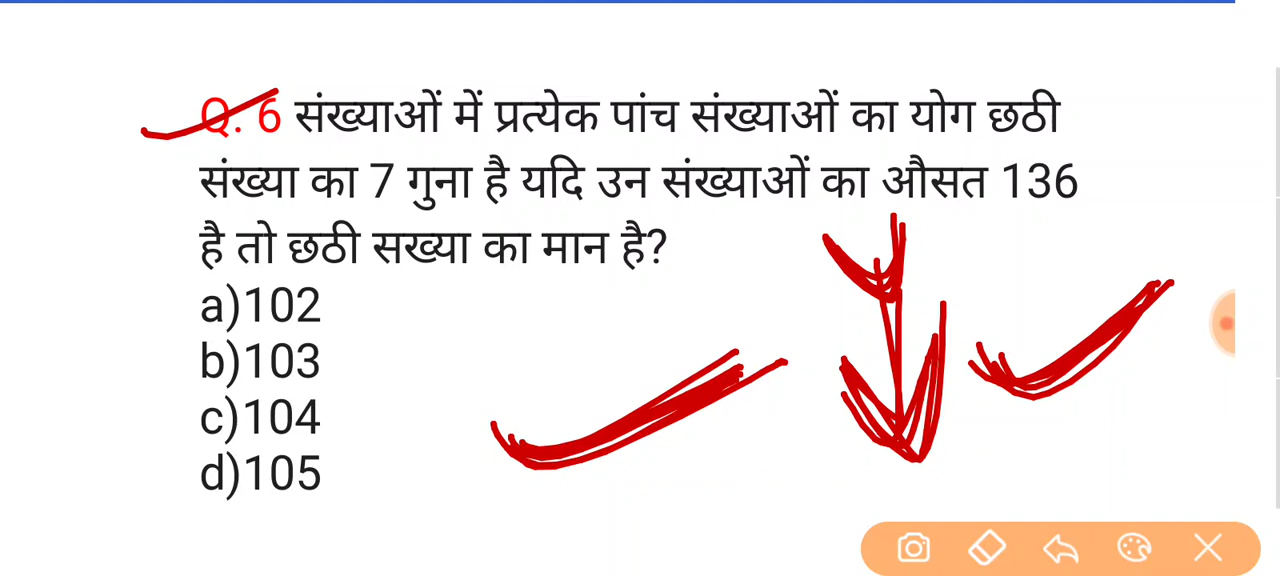 Q. 6 संख्याओं में प्रत्येक पांच संख्याओं का योग छठी
संख्या का 7 गुना है यदि उन संख्याओं का औसत 136
है तो छठी सख्या का मान है?
a)102
b)103
c)104
d)105